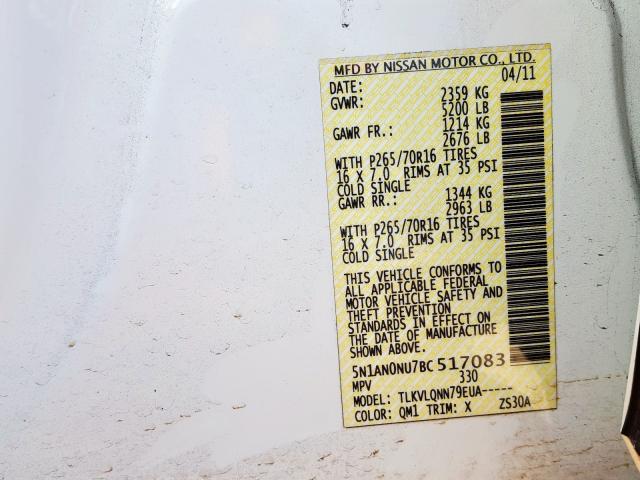 MFD BY NISSAN MOTOR CO., LTD.
DATE: 04/11
GVWR: 2359 KG
5200 LB
GAWR FR.: 1214 KG
2676 LB
WITH P265/70R16 TIRES
16 X 7.0 RIMS AT 35 PSI
COLD SINGLE
GAWR RR.: 1344 KG
2963 LB
WITH P265/70R16 TIRES
16 X 7.0 RIMS AT 35 PSI
COLD SINGLE
THIS VEHICLE CONFORMS TO
ALL APPLICABLE FEDERAL
MOTOR VEHICLE SAFETY AND
THEFT PREVENTION
STANDARDS IN EFFECT ON
THE DATE OF MANUFACTURE
SHOWN ABOVE.
5N1AN0NU7BC 517083
MPV 330
MODEL: TLKVLQNN79EUA-----
COLOR: QM1 TRIM: X ZS30A